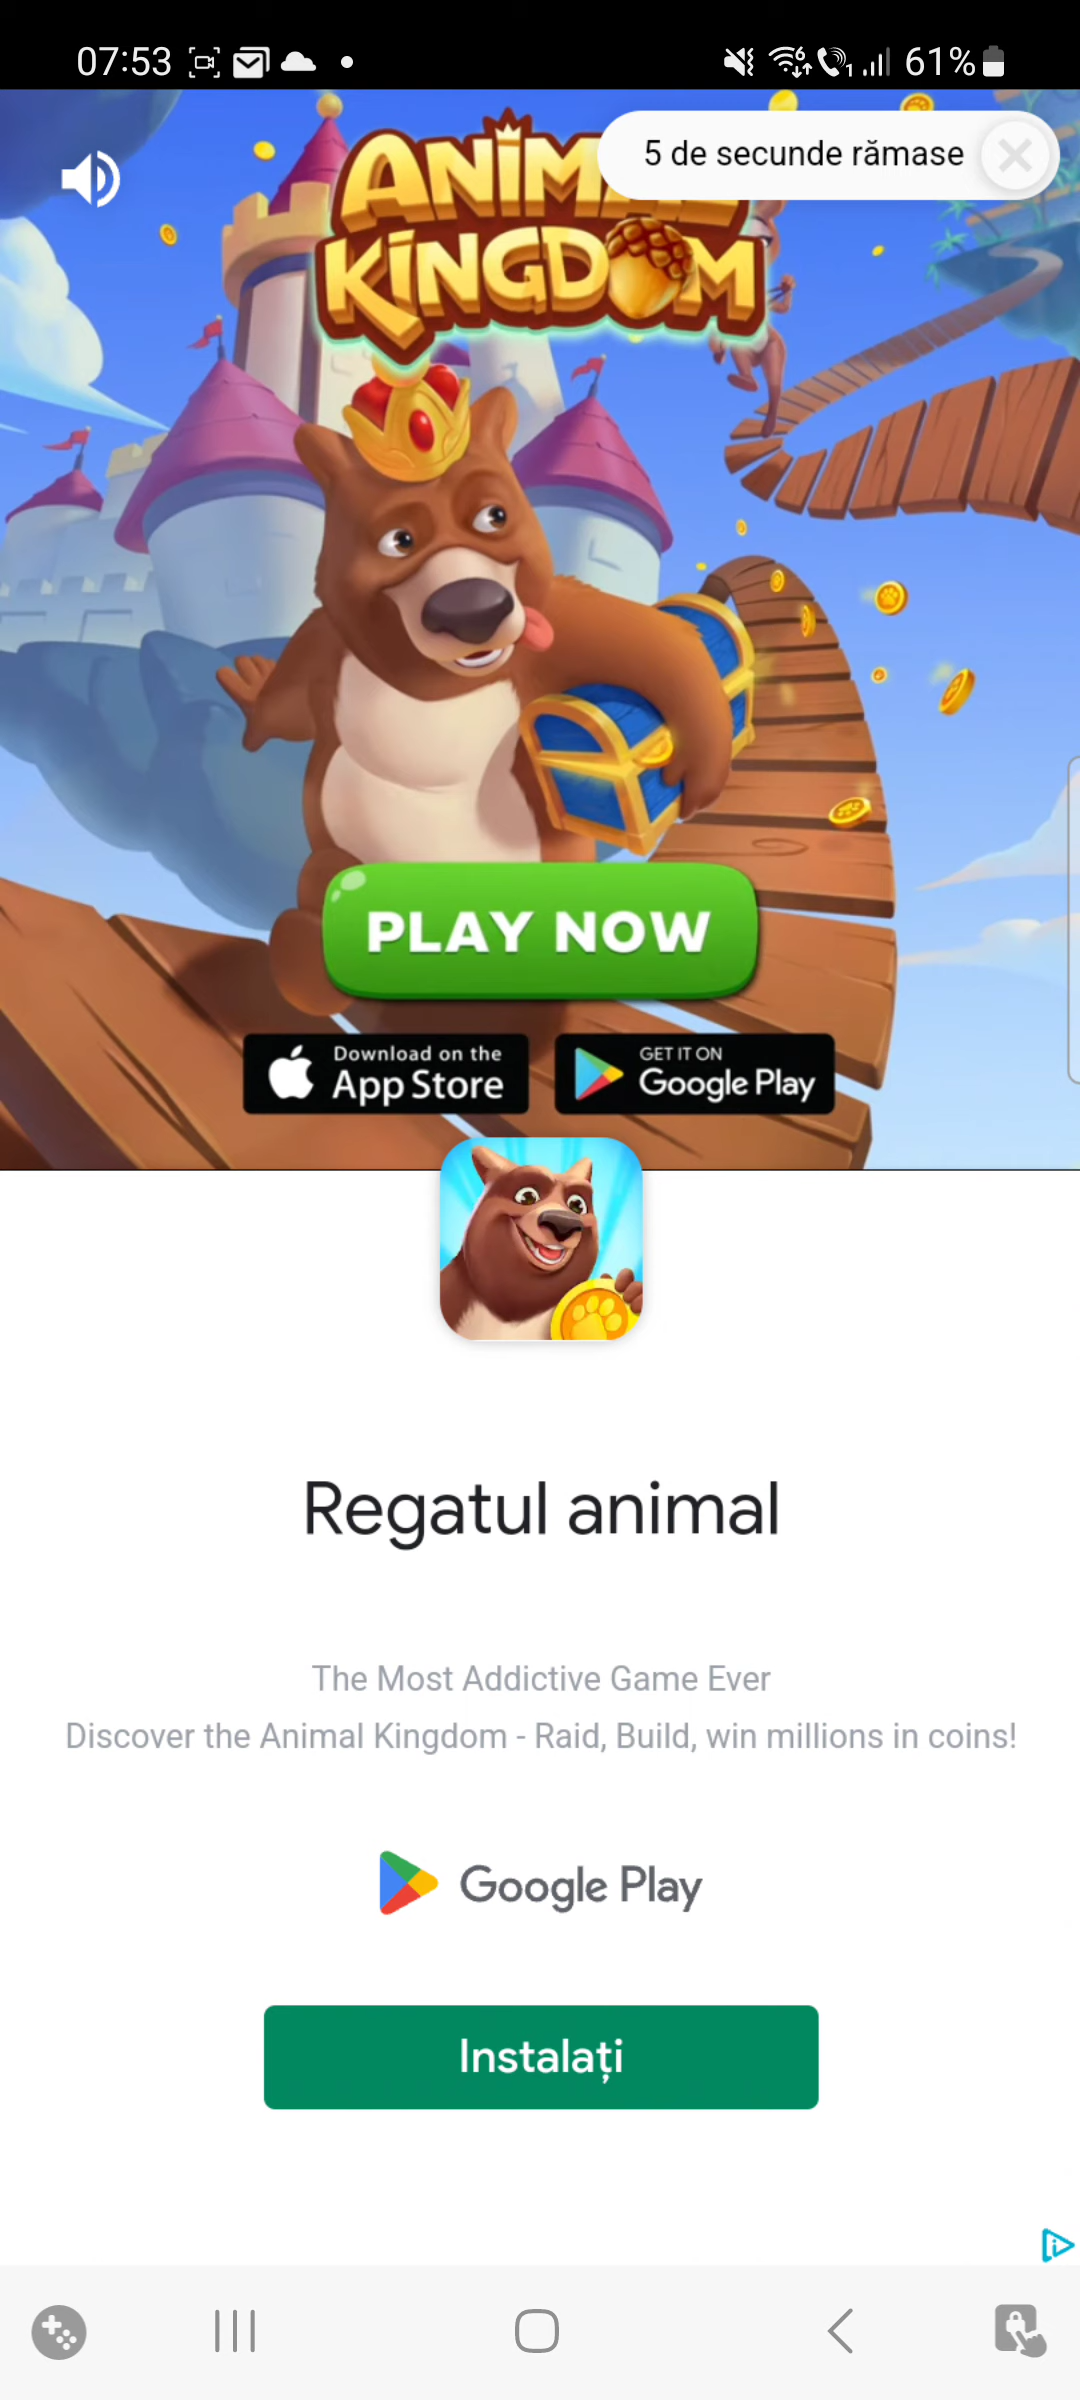 07:53
61%
5 de secunde rămase
ANIMAL
KINGDOM
PLAY NOW
Download on the
App Store
GET IT ON
Google Play
Regatul animal
The Most Addictive Game Ever
Discover the Animal Kingdom - Raid, Build, win millions in coins!
Google Play
Instalați